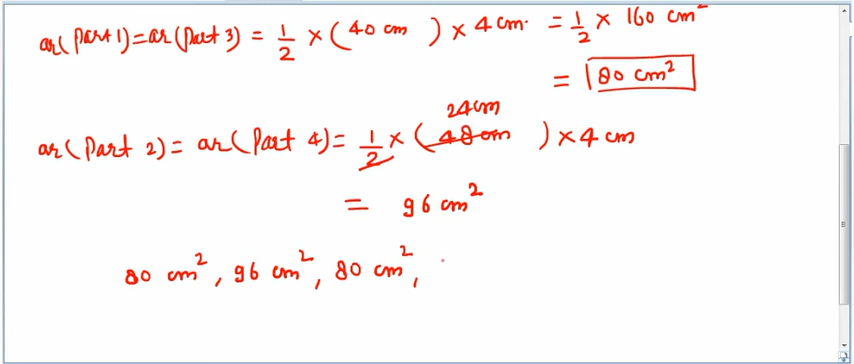 ar(Part 1)=ar(Part 3) = 1/2 × (40 cm ) × 4 cm. = 1/2 × 160 cm²
= 80 cm²
24cm
ar(Part 2) = ar(Part 4) = 1/2 × (48 cm ) × 4 cm
= 96 cm²
80 cm², 96 cm², 80 cm²,